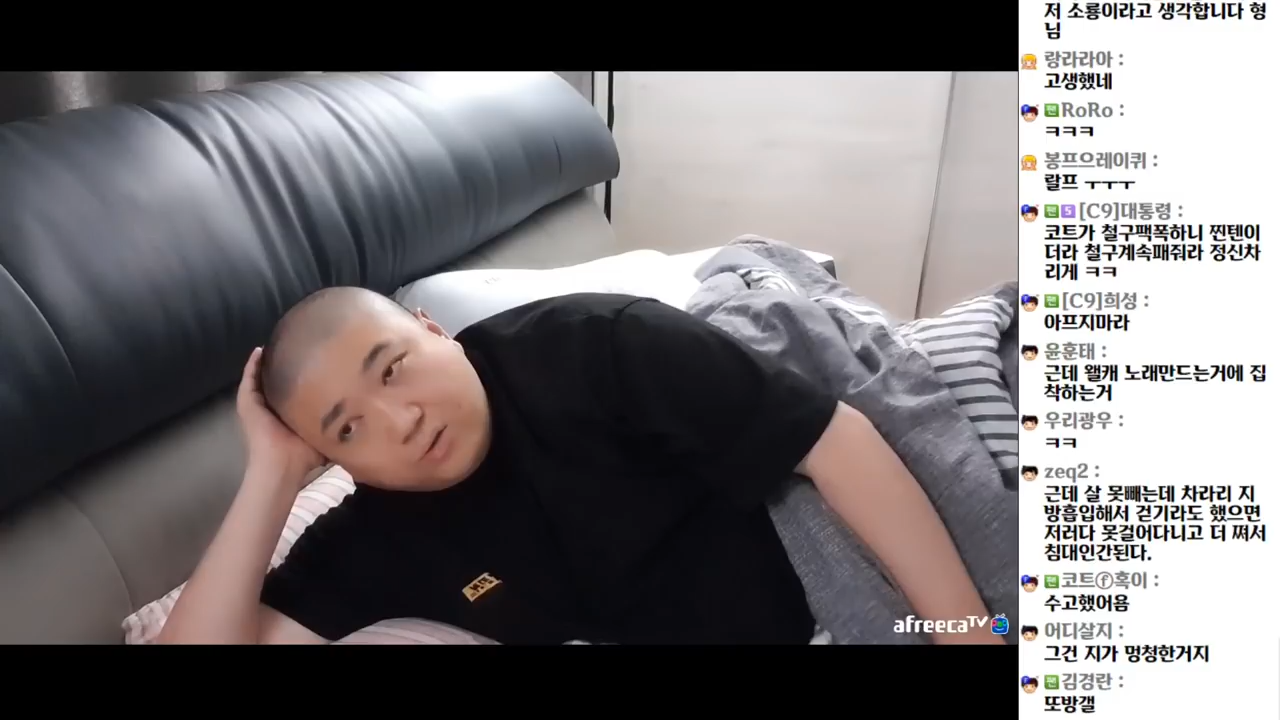 저 소룡이라고 생각합니다 형
님
랑라라아 :
고생했네
팬 RoRo :
ㅋㅋㅋ
봉프으레이퀴 :
랄프 ㅜㅜㅜ
팬 5 [C9]대통령 :
코트가 철구팩폭하니 찐텐이
더라 철구계속패줘라 정신차
리게 ㅋㅋ
팬 [C9]희성 :
아프지마라
윤훈태 :
근데 왤캐 노래만드는거에 집
착하는거
우리광우 :
ㅋㅋ
zeq2 :
근데 살 못빼는데 차라리 지
방흡입해서 걷기라도 했으면
저러다 못걸어다니고 더 쪄서
침대인간된다.
팬 코트ⓕ혹이 :
수고했어욤
어디살지 :
그건 지가 멍청한거지
팬 김경란 :
또방갤
afreecaTV